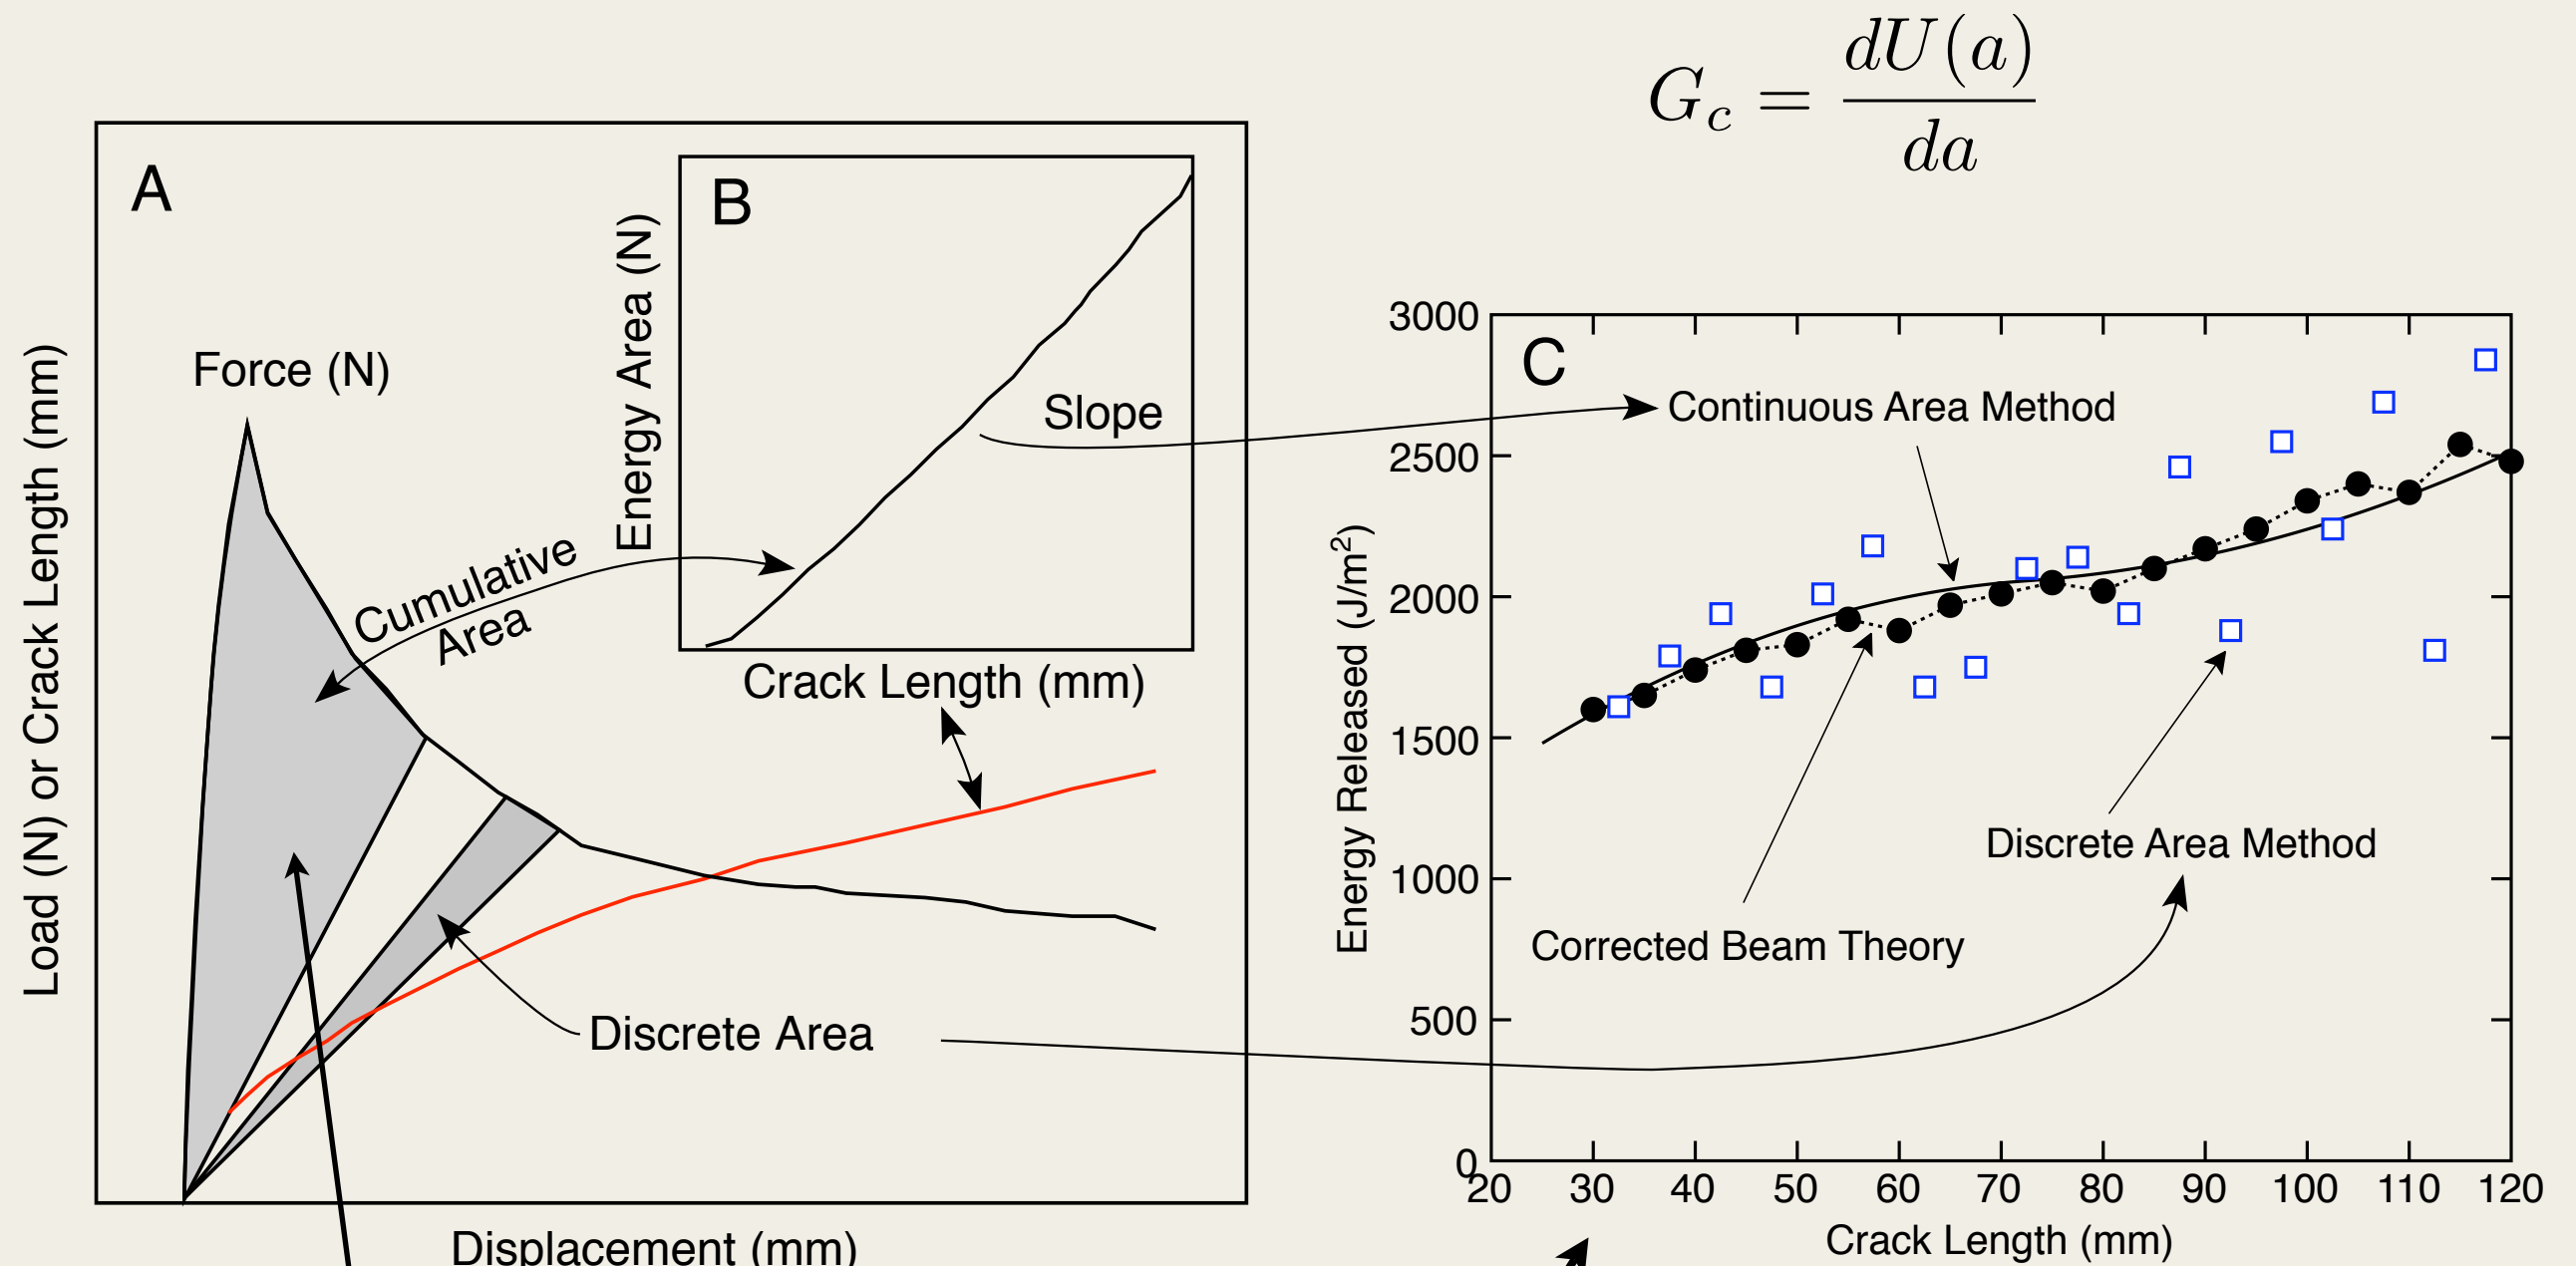 G_c = dU(a)/da
A
Force (N)
Load (N) or Crack Length (mm)
Cumulative
Area
Discrete Area
Displacement (mm)
B
Energy Area (N)
Slope
Crack Length (mm)
C
Continuous Area Method
Discrete Area Method
Corrected Beam Theory
Energy Released (J/m²)
3000
2500
2000
1500
1000
500
0
20 30 40 50 60 70 80 90 100 110 120
Crack Length (mm)